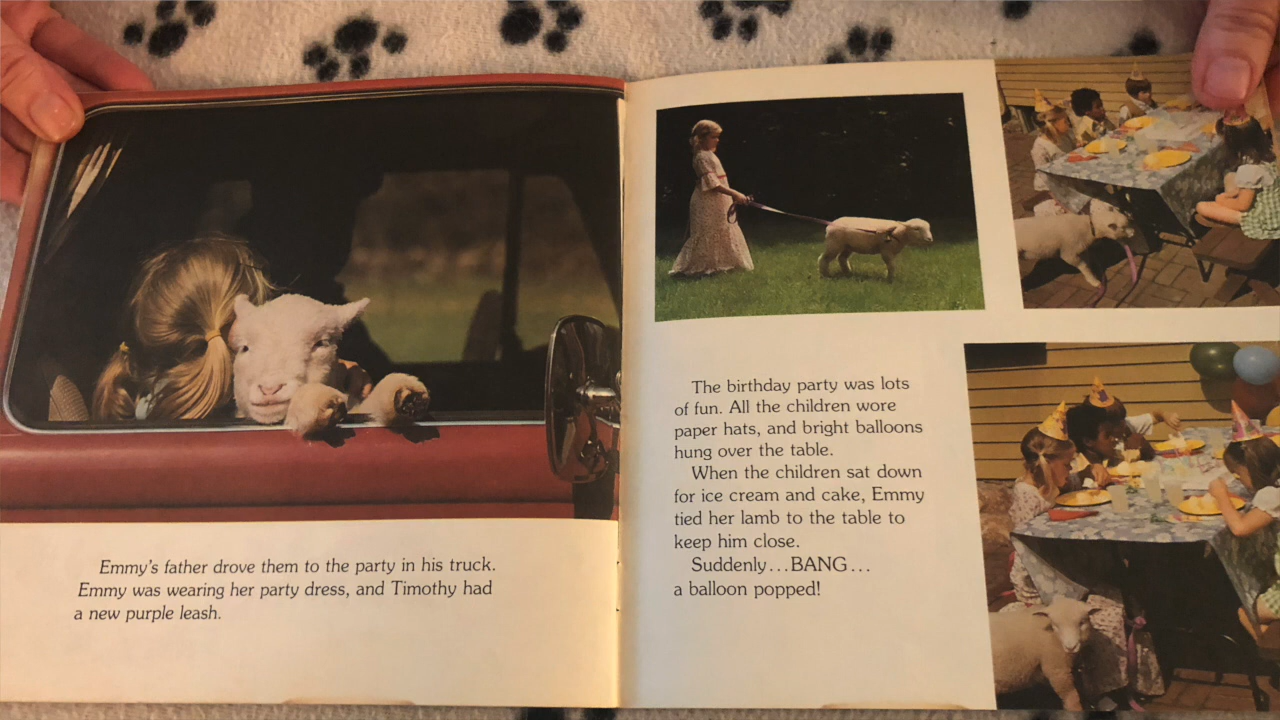 Emmy's father drove them to the party in his truck.
Emmy was wearing her party dress, and Timothy had
a new purple leash.
The birthday party was lots
of fun. All the children wore
paper hats, and bright balloons
hung over the table.
When the children sat down
for ice cream and cake, Emmy
tied her lamb to the table to
keep him close.
Suddenly...BANG...
a balloon popped!